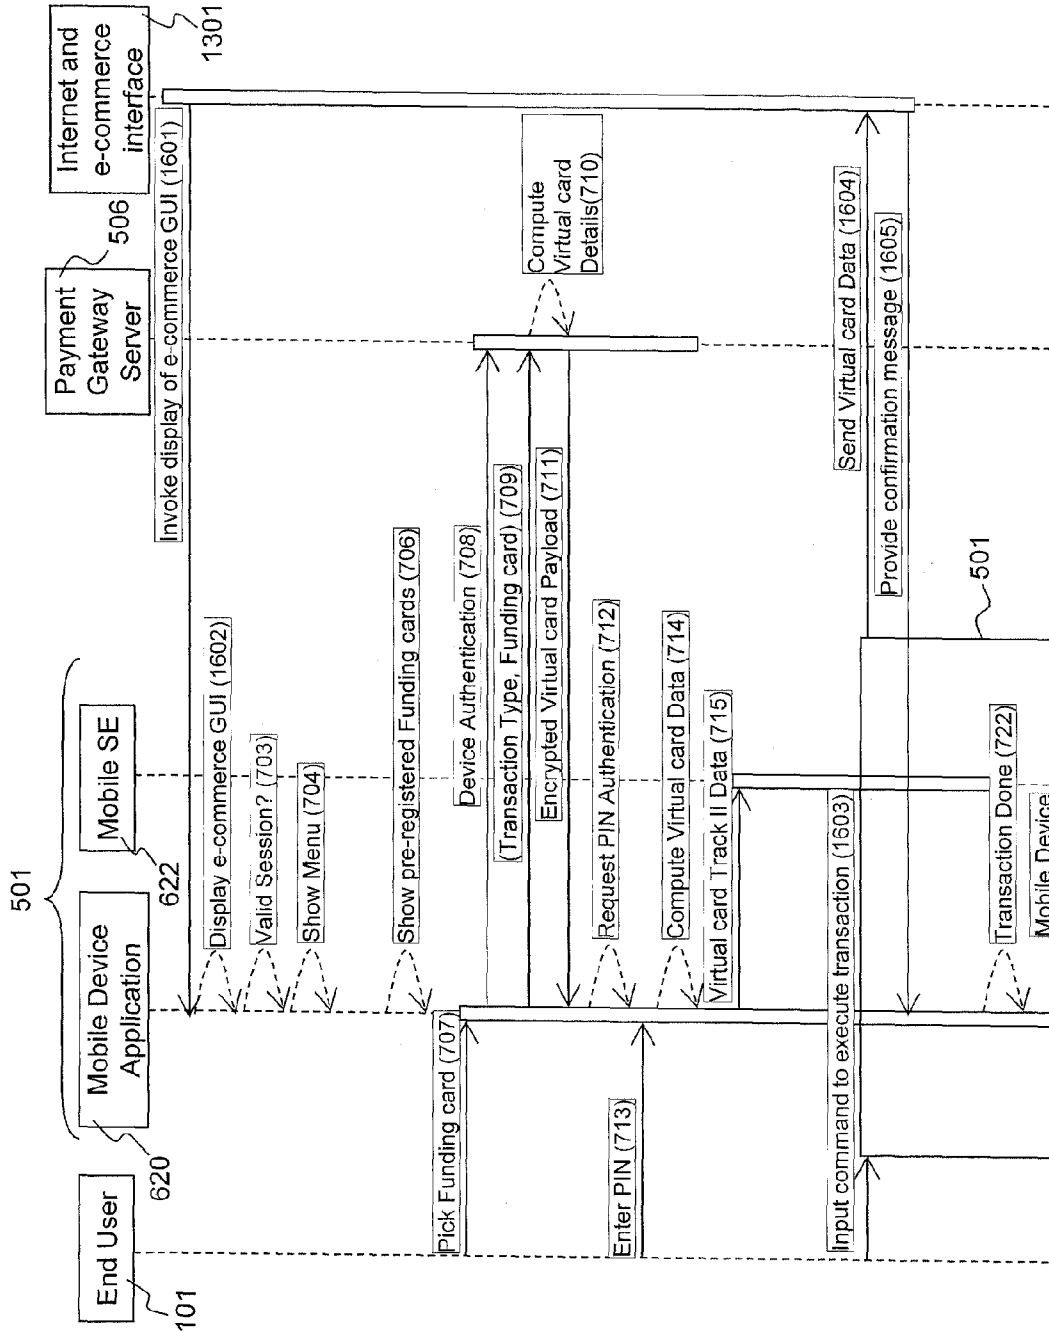 501
End User
101
Mobile Device
Application
620
Mobile SE
622
Payment
Gateway
Server
506
Internet and
e-commerce
interface
1301
Invoke display of e-commerce GUI (1601)
Display e-commerce GUI (1602)
Valid Session? (703)
Show Menu (704)
Show pre-registered Funding cards (706)
Pick Funding card (707)
Device Authentication (708)
(Transaction Type, Funding card) (709)
Compute
Virtual card
Details(710)
Encrypted Virtual card Payload (711)
Request PIN Authentication (712)
Enter PIN (713)
Compute Virtual card Data (714)
Virtual card Track II Data (715)
Input command to execute transaction (1603)
Send Virtual card Data (1604)
Provide confirmation message (1605)
501
Transaction Done (722)
Mobile Device